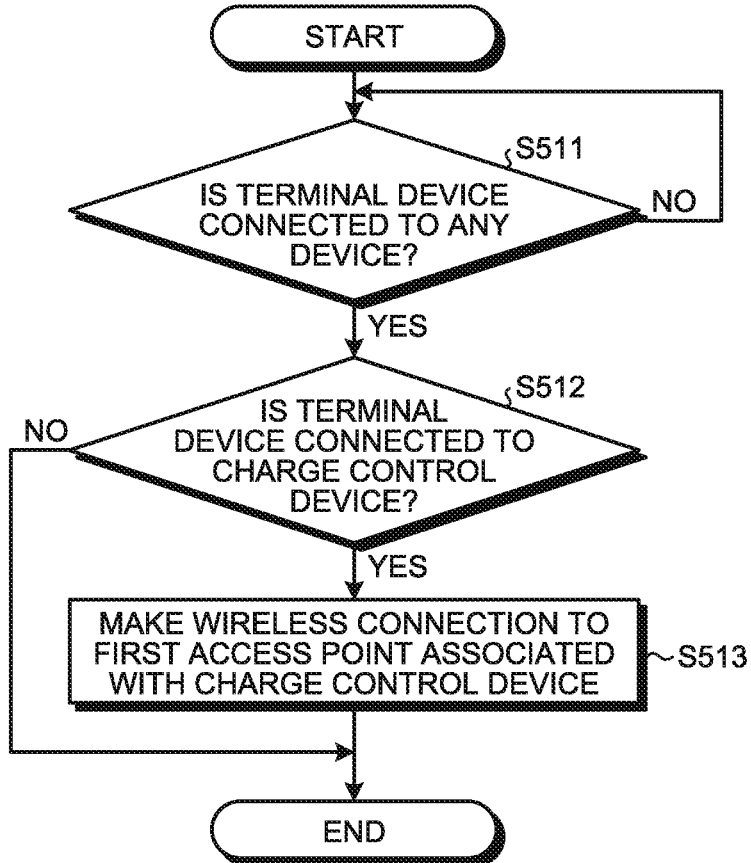 START
S511
IS TERMINAL DEVICE
CONNECTED TO ANY
DEVICE?
NO
YES
S512
IS TERMINAL
DEVICE CONNECTED TO
CHARGE CONTROL
DEVICE?
NO
YES
MAKE WIRELESS CONNECTION TO
FIRST ACCESS POINT ASSOCIATED
WITH CHARGE CONTROL DEVICE
S513
END